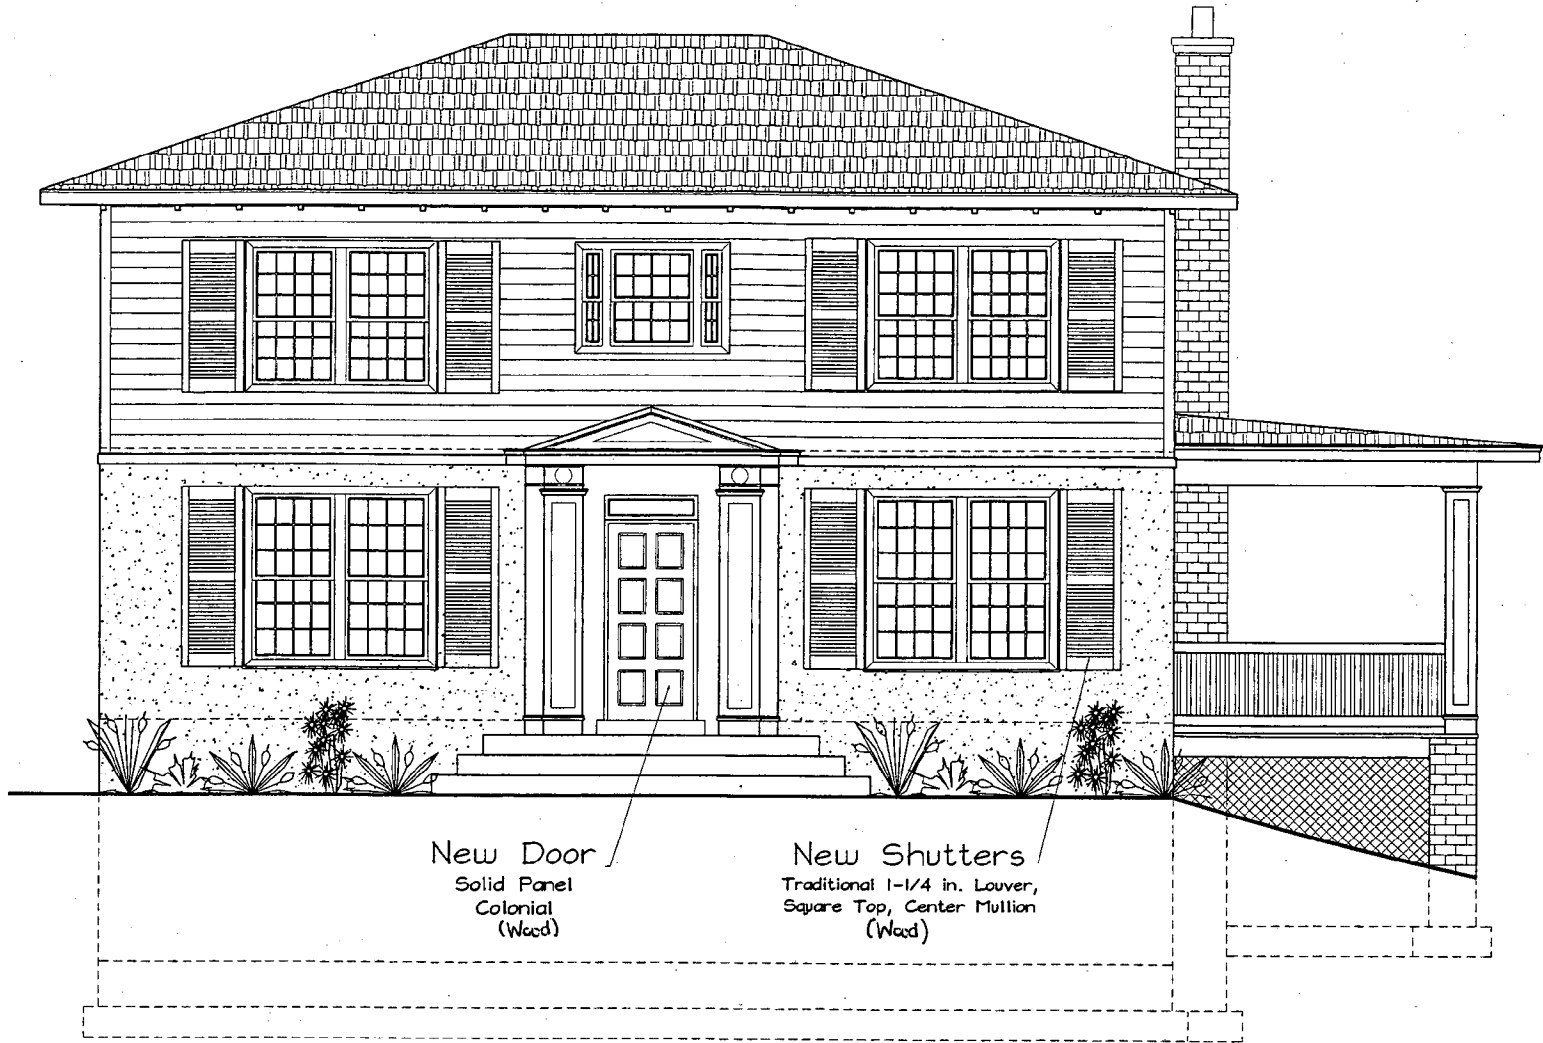 New Door
Solid Panel
Colonial
(Wood)
New Shutters
Traditional 1-1/4 in. Louver,
Square Top, Center Mullion
(Wood)